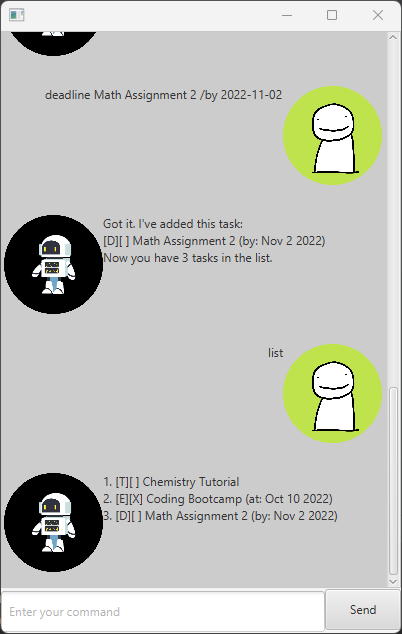 deadline Math Assignment 2 /by 2022-11-02
Got it. I've added this task:
[D][ ] Math Assignment 2 (by: Nov 2 2022)
Now you have 3 tasks in the list.
list
1. [T][ ] Chemistry Tutorial
2. [E][X] Coding Bootcamp (at: Oct 10 2022)
3. [D][ ] Math Assignment 2 (by: Nov 2 2022)
Enter your command
Send